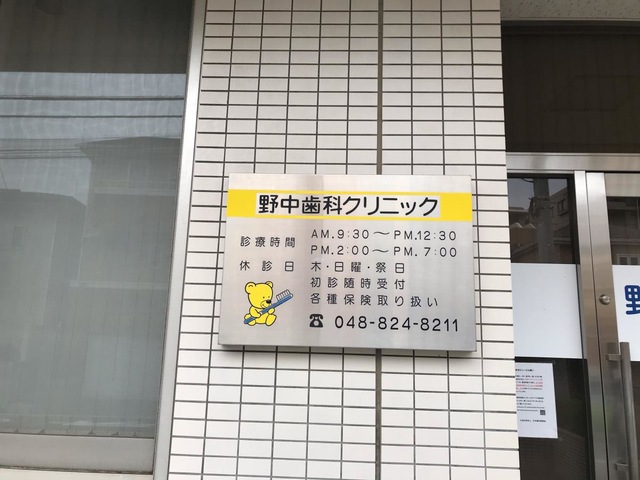 野中歯科クリニック
診療時間 AM.9:30～PM.12:30
PM.2:00～PM.7:00
休診日 木・日曜・祭日
初診随時受付
各種保険取り扱い
☎ 048-824-8211
野